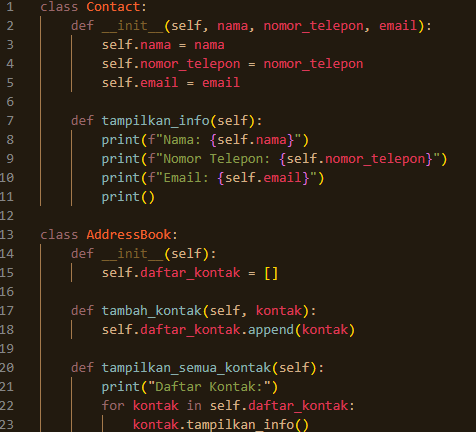 1 class Contact:
2     def __init__(self, nama, nomor_telepon, email):
3         self.nama = nama
4         self.nomor_telepon = nomor_telepon
5         self.email = email
6
7     def tampilkan_info(self):
8         print(f"Nama: {self.nama}")
9         print(f"Nomor Telepon: {self.nomor_telepon}")
10         print(f"Email: {self.email}")
11         print()
12
13 class AddressBook:
14     def __init__(self):
15         self.daftar_kontak = []
16
17     def tambah_kontak(self, kontak):
18         self.daftar_kontak.append(kontak)
19
20     def tampilkan_semua_kontak(self):
21         print("Daftar Kontak:")
22         for kontak in self.daftar_kontak:
23             kontak.tampilkan_info()